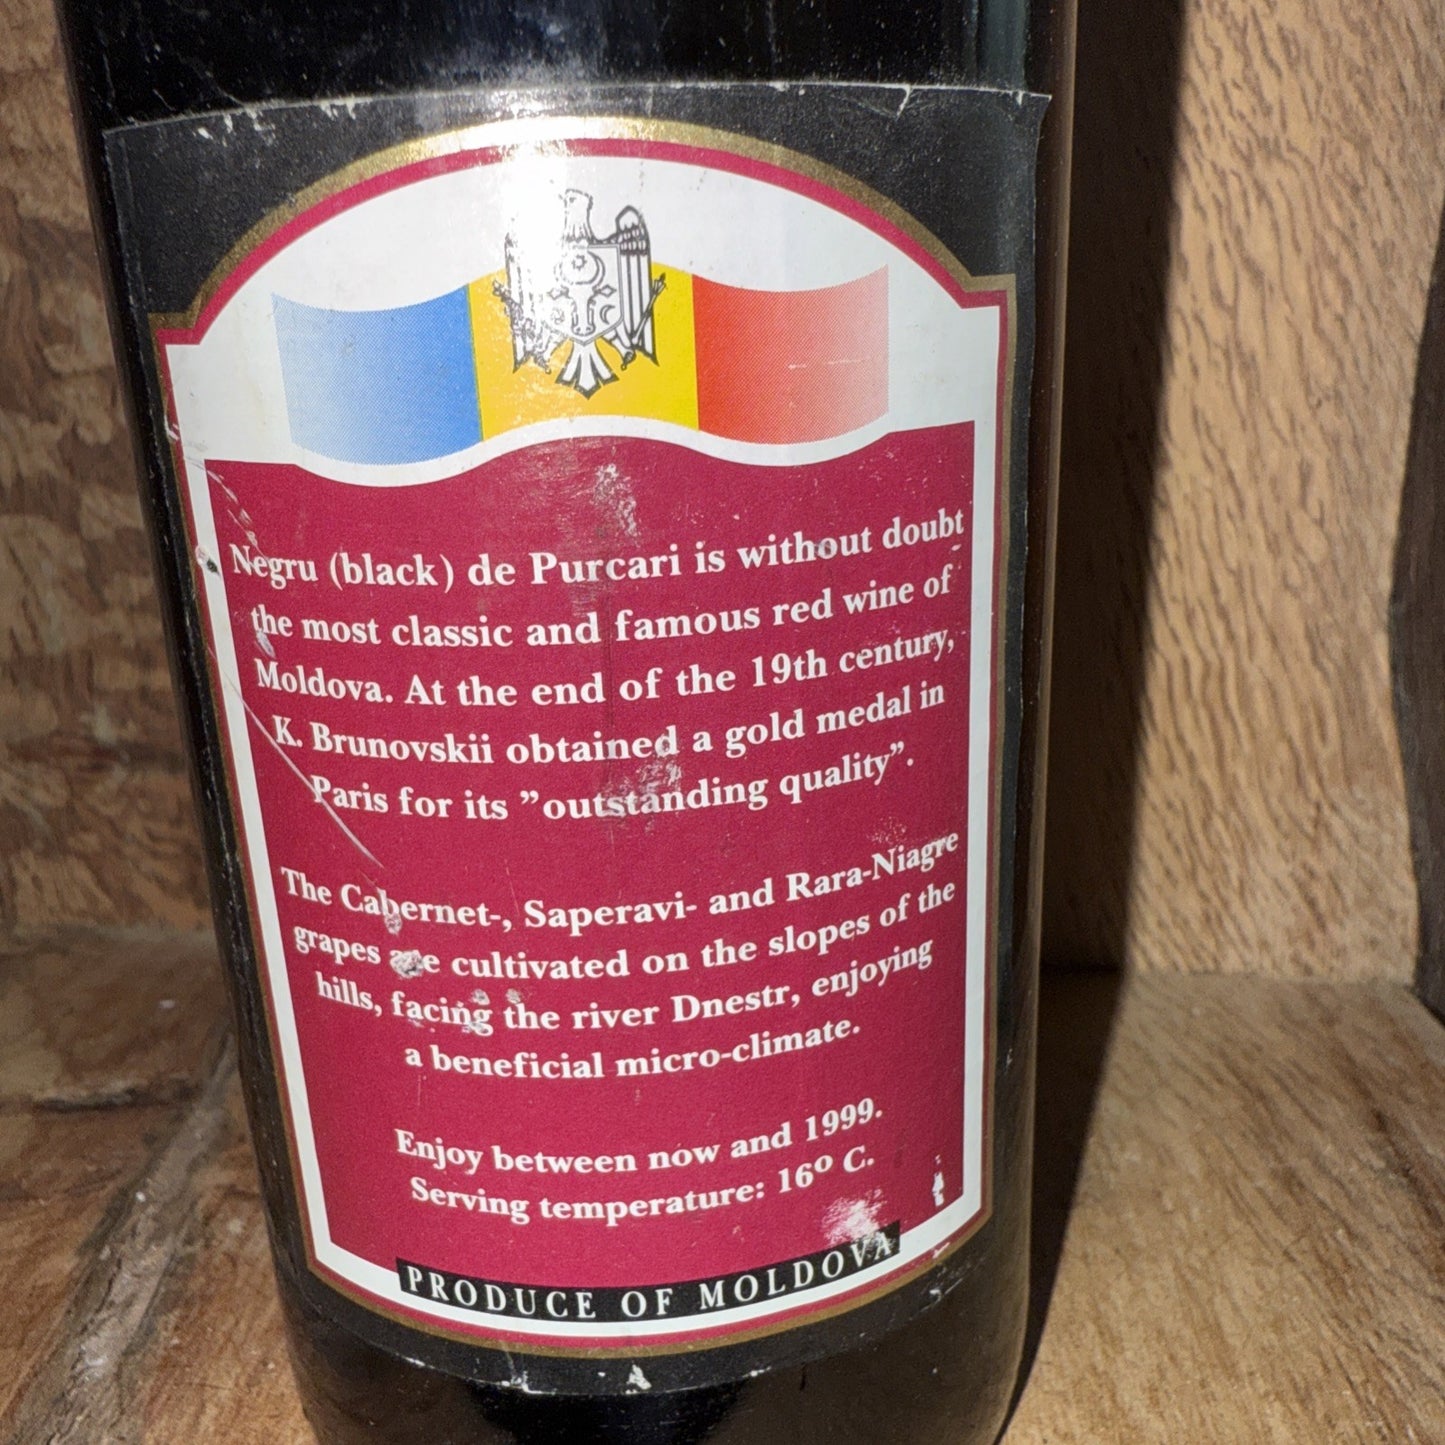 Negru (black) de Purcari is without doubt
the most classic and famous red wine of
Moldova. At the end of the 19th century,
K. Brunovskii obtained a gold medal in
Paris for its ”outstanding quality”.
The Cabernet-, Saperavi- and Rara-Niagre
grapes are cultivated on the slopes of the
hills, facing the river Dnestr, enjoying
a beneficial micro-climate.
Enjoy between now and 1999.
Serving temperature: 16º C.
PRODUCE OF MOLDOVA